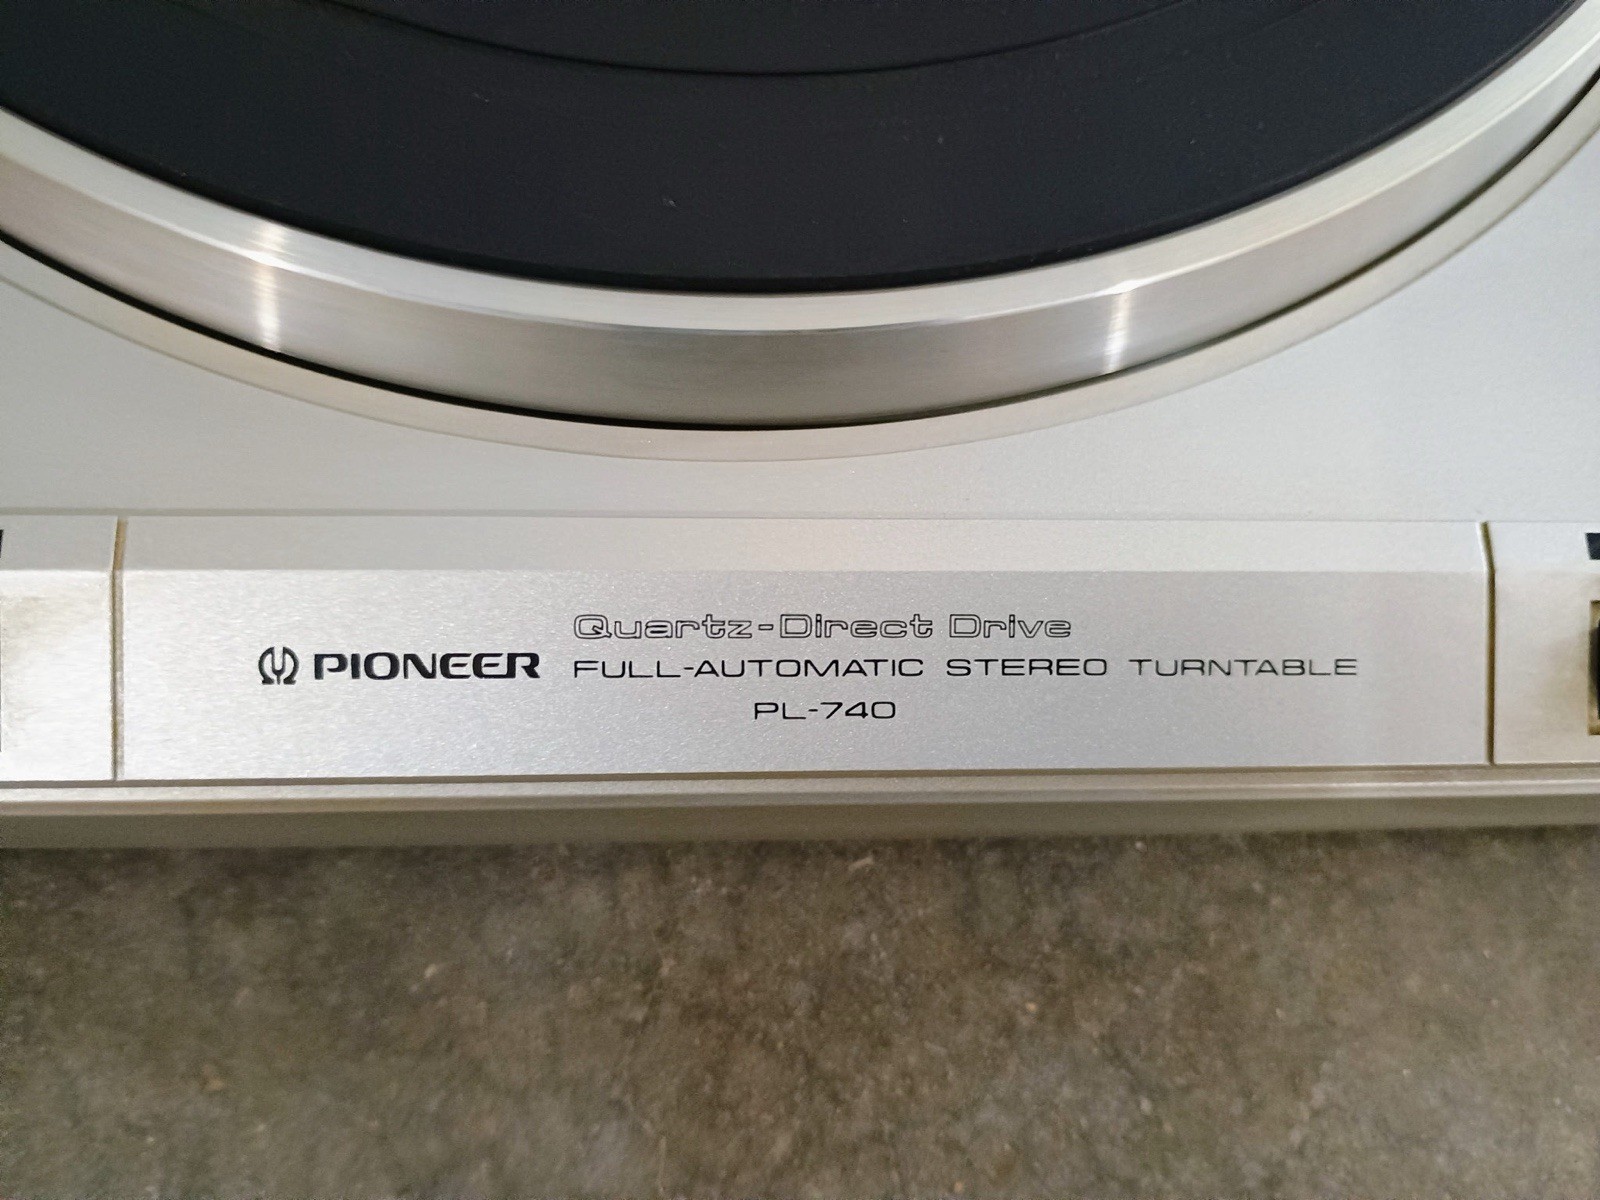 Quartz-Direct Drive
PIONEER FULL-AUTOMATIC STEREO TURNTABLE
PL-740